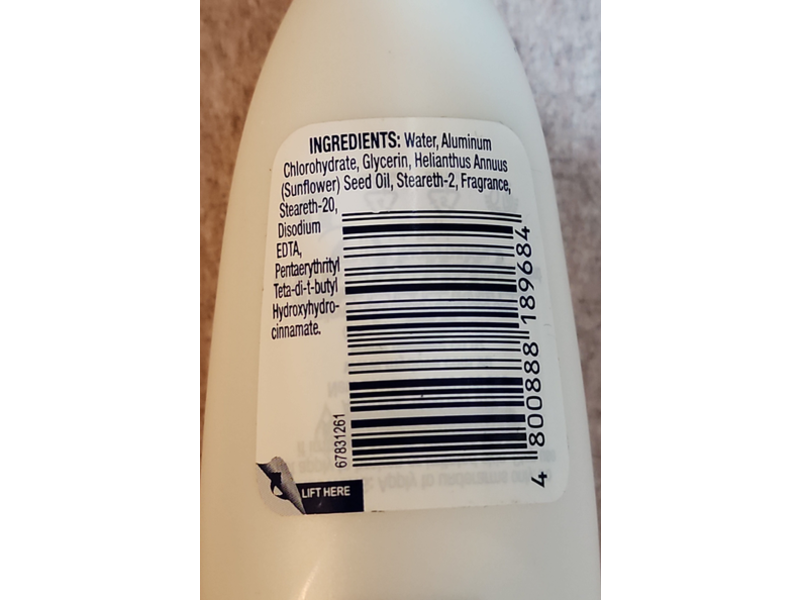 INGREDIENTS: Water, Aluminum
Chlorohydrate, Glycerin, Helianthus Annuus
(Sunflower) Seed Oil, Steareth-2, Fragrance,
Steareth-20,
Disodium
EDTA,
Pentaerythrityl
Teta-di-t-butyl
Hydroxyhydro-
cinnamate.
67831261
4 800888 189684
LIFT HERE